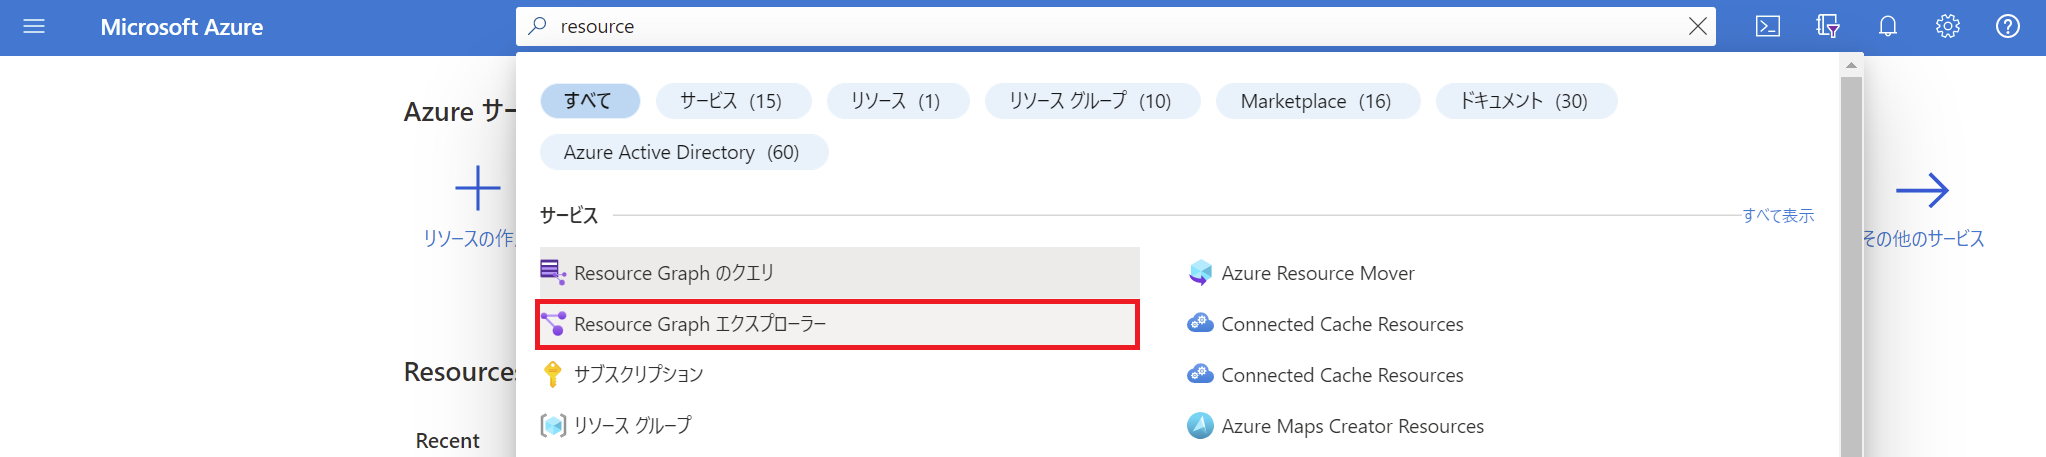 Microsoft Azure
resource
すべて
サービス (15)
リソース (1)
リソース グループ (10)
Marketplace (16)
ドキュメント (30)
Azure Active Directory (60)
Azure サー
リソースの作
サービス
すべて表示
その他のサービス
Resource Graph のクエリ
Azure Resource Mover
Resource Graph エクスプローラー
Connected Cache Resources
サブスクリプション
Connected Cache Resources
リソース グループ
Azure Maps Creator Resources
Resources
Recent